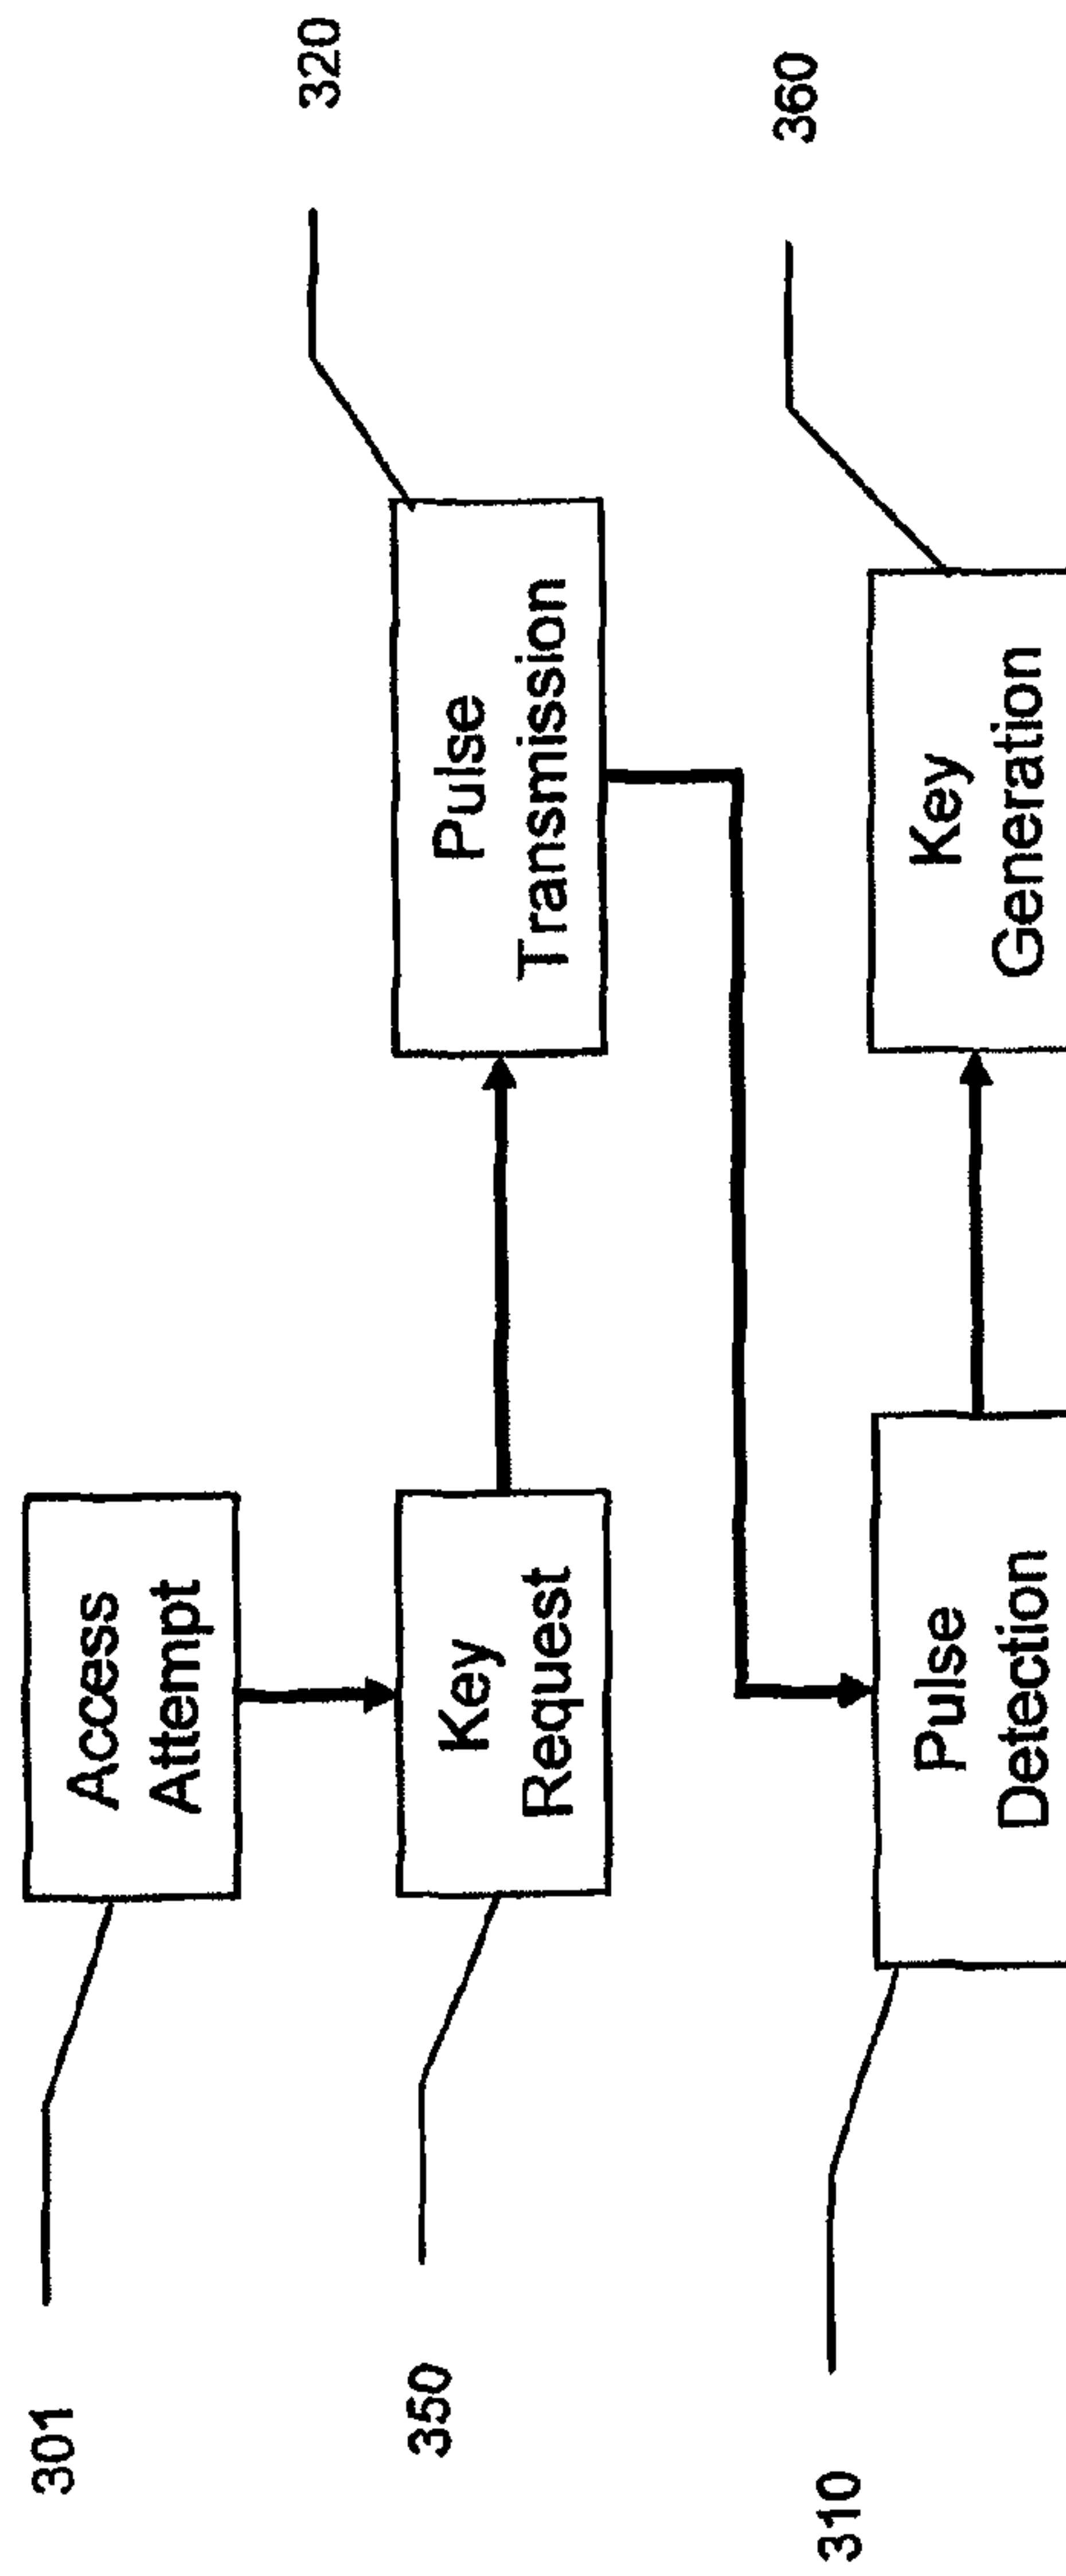 301
Access
Attempt
320
350
Key
Request
Pulse
Transmission
310
Pulse
Detection
Key
Generation
360